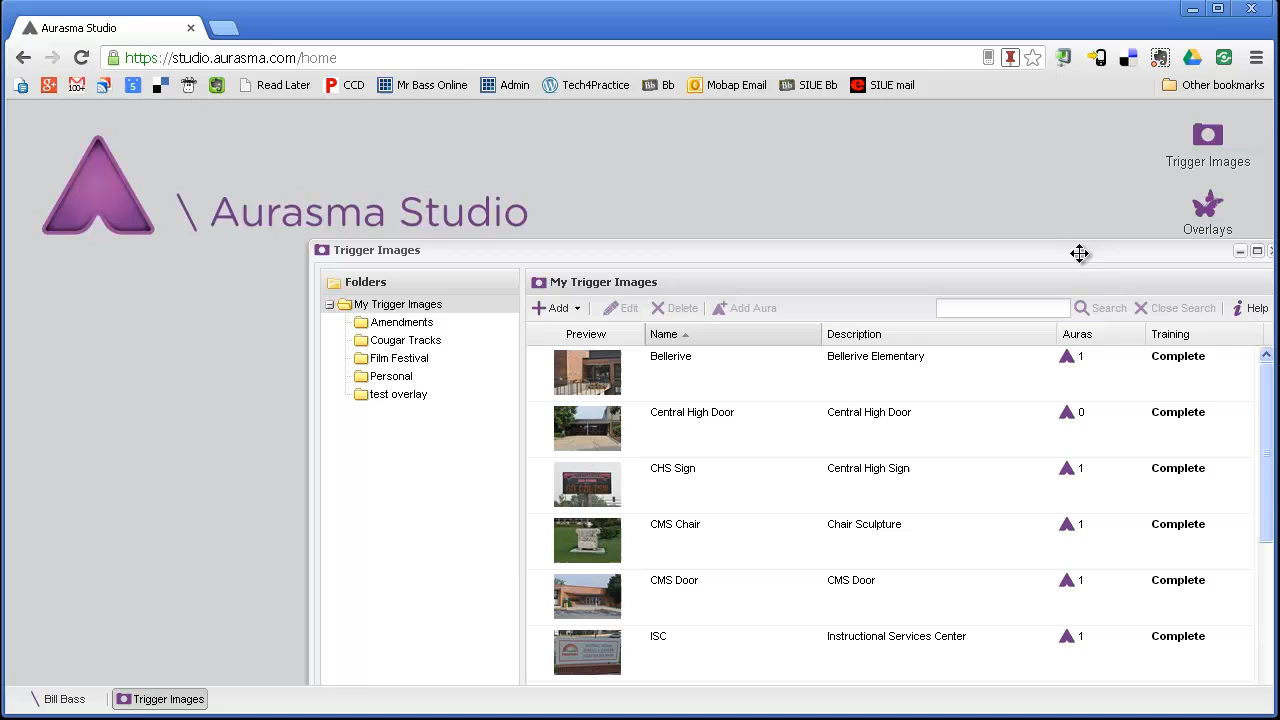 Aurasma Studio
https://studio.aurasma.com/home
100+
5
Read Later
CCD
Mr Bass Online
Admin
Tech4Practice
Bb
Mobap Email
SIUE Bb
SIUE mail
Other bookmarks
Trigger Images
\ Aurasma Studio
Overlays
Trigger Images
Folders
My Trigger Images
My Trigger Images
Amendments
Cougar Tracks
Film Festival
Personal
test overlay
Add
Edit
Delete
Add Aura
Search
Close Search
Help
Preview Name Description Auras Training
Bellerive Bellerive Elementary 1 Complete
Central High Door Central High Door 0 Complete
CHS Sign Central High Sign 1 Complete
CMS Chair Chair Sculpture 1 Complete
CMS Door CMS Door 1 Complete
ISC Instructional Services Center 1 Complete
Bill Bass
Trigger Images